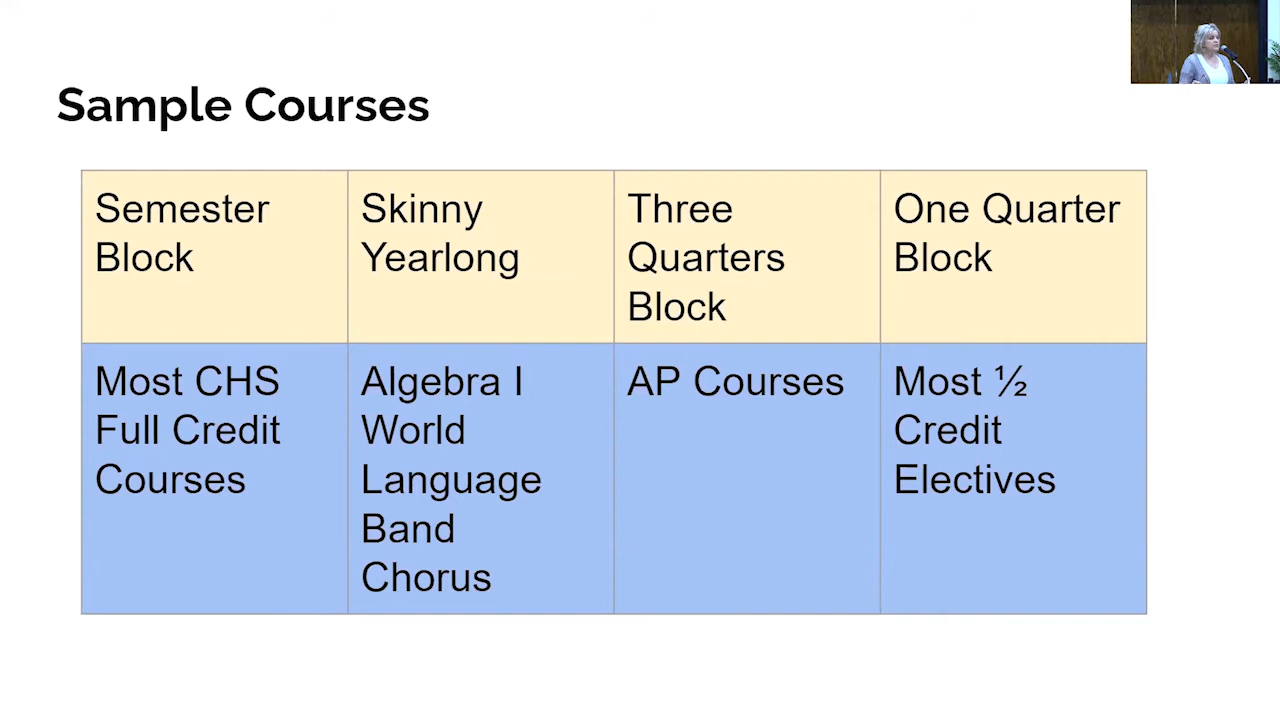 Sample Courses
Semester
Block
Skinny
Yearlong
Three
Quarters
Block
One Quarter
Block
Most CHS
Full Credit
Courses
Algebra I
World
Language
Band
Chorus
AP Courses
Most ½
Credit
Electives